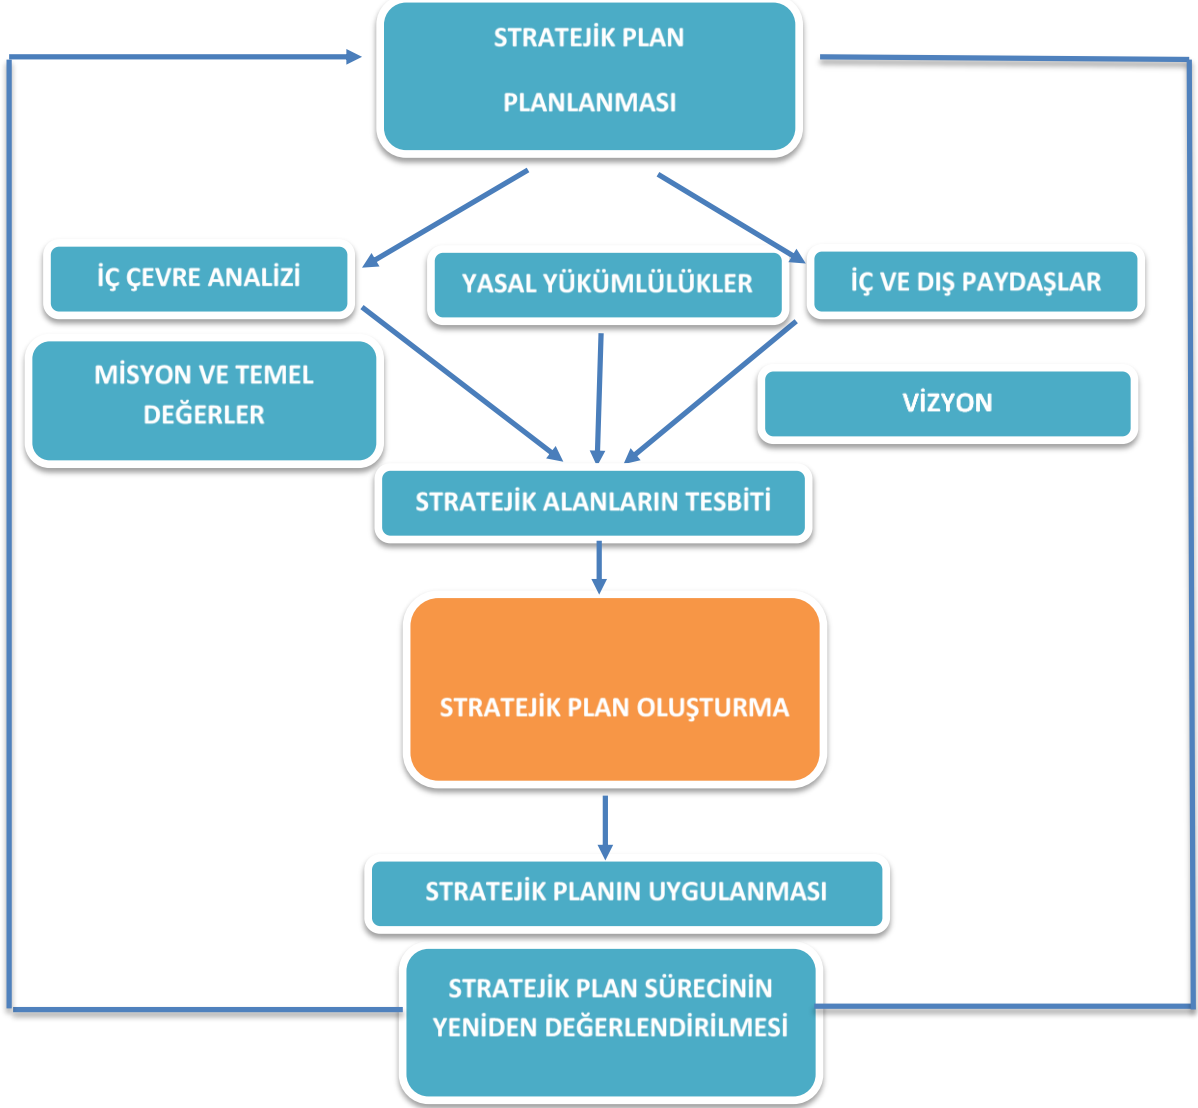 STRATEJİK PLAN
PLANLANMASI
İÇ ÇEVRE ANALİZİ
YASAL YÜKÜMLÜLÜKLER
İÇ VE DIŞ PAYDAŞLAR
MİSYON VE TEMEL
DEĞERLER
VİZYON
STRATEJİK ALANLARIN TESBİTİ
STRATEJİK PLAN OLUŞTURMA
STRATEJİK PLANIN UYGULANMASI
STRATEJİK PLAN SÜRECİNİN
YENİDEN DEĞERLENDİRİLMESİ